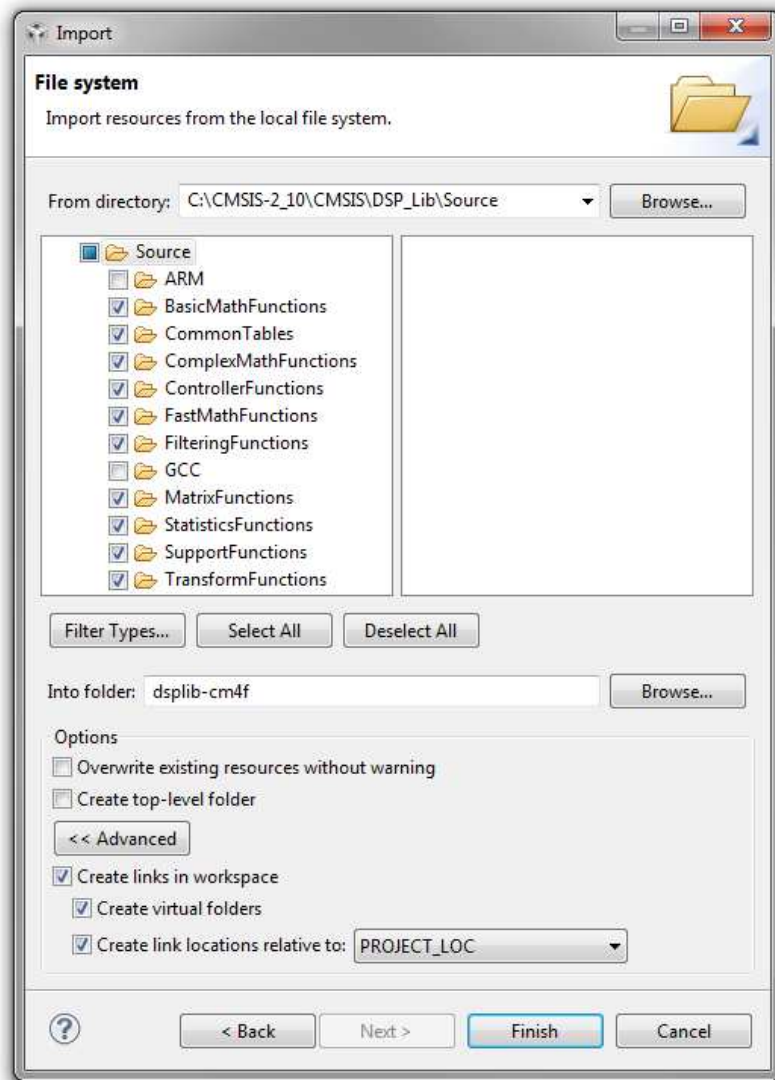 Import
File system
Import resources from the local file system.
From directory: C:\CMSIS-2_10\CMSIS\DSP_Lib\Source Browse...
Source
ARM
BasicMathFunctions
CommonTables
ComplexMathFunctions
ControllerFunctions
FastMathFunctions
FilteringFunctions
GCC
MatrixFunctions
StatisticsFunctions
SupportFunctions
TransformFunctions
Filter Types... Select All Deselect All
Into folder: dsplib-cm4f Browse...
Options
Overwrite existing resources without warning
Create top-level folder
<< Advanced
Create links in workspace
Create virtual folders
Create link locations relative to: PROJECT_LOC
? < Back Next > Finish Cancel